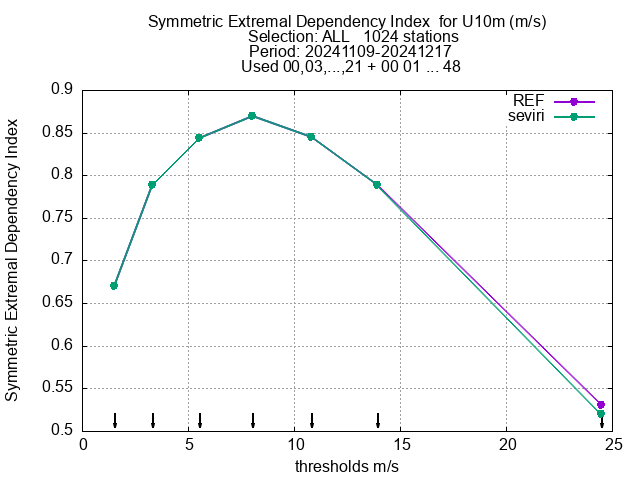 Symmetric Extremal Dependency Index  for U10m (m/s)
Selection: ALL   1024 stations
Period: 20241109-20241217
Used 00,03,...,21 + 00 01 ... 48
REF
seviri
0.9
0.85
0.8
0.75
0.7
0.65
0.6
0.55
0.5
Symmetric Extremal Dependency Index
0 5 10 15 20 25
thresholds m/s